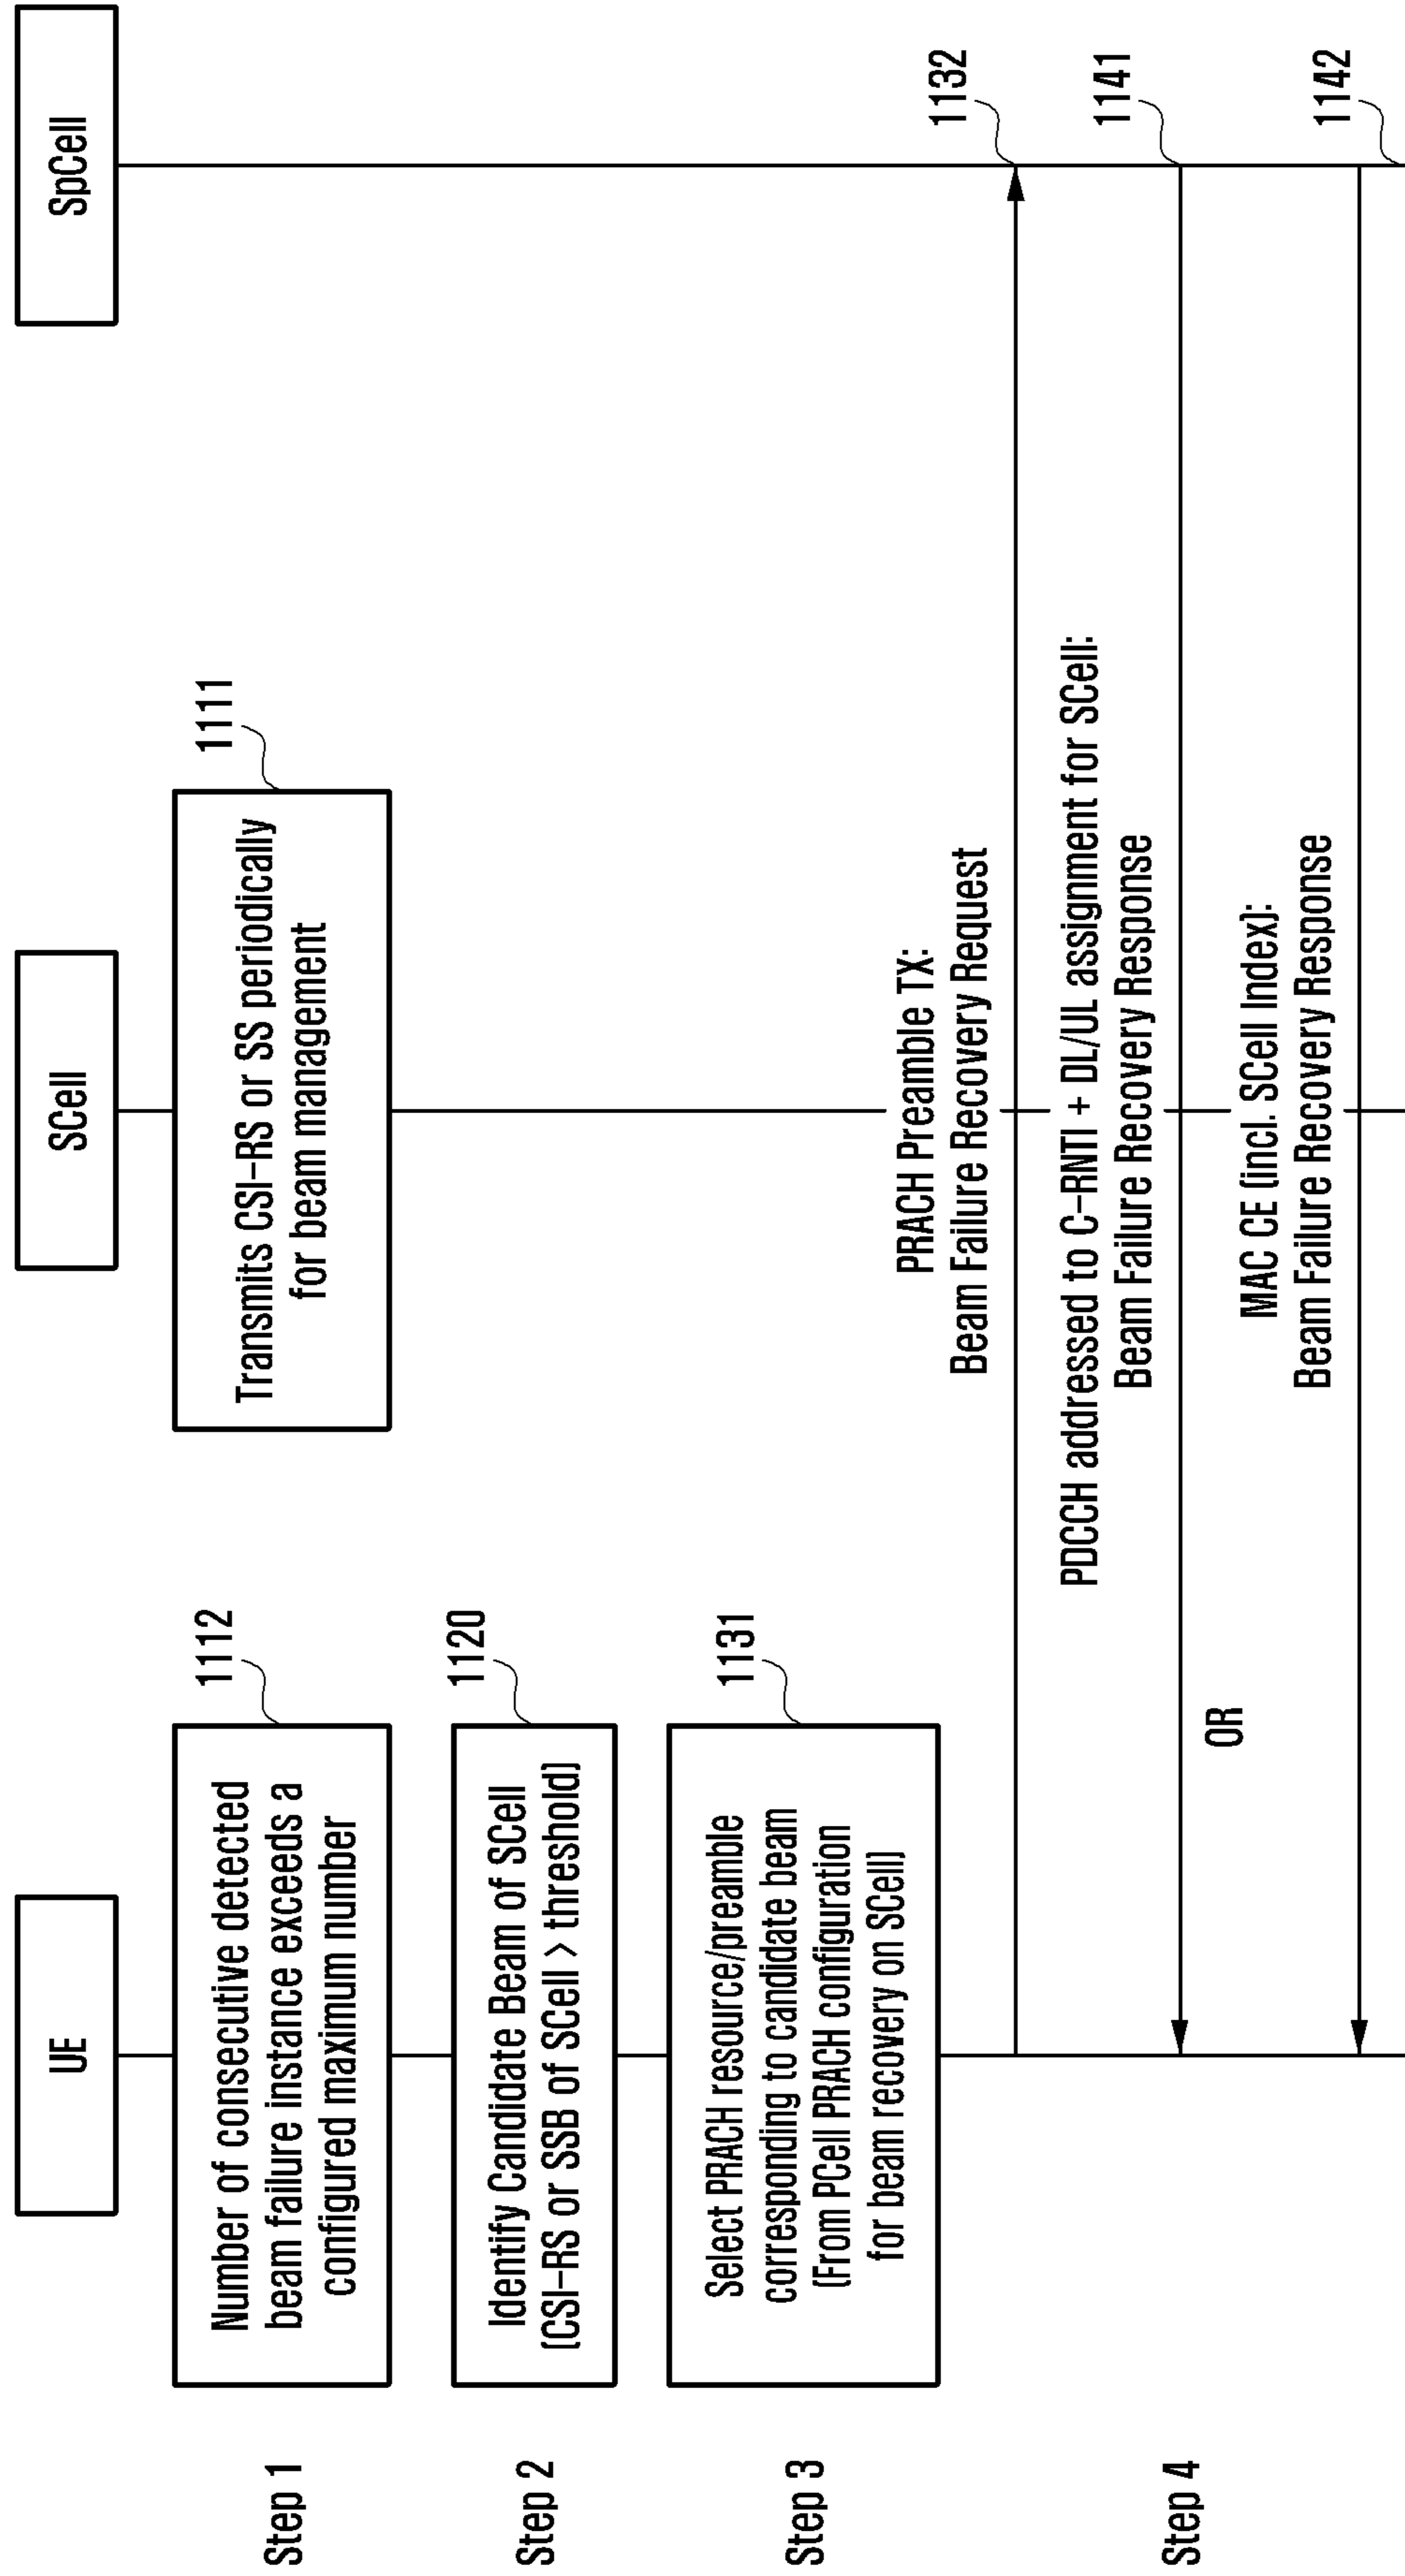 UE
SCell
SpCell
Step 1
1112
Number of consecutive detected
beam failure instance exceeds a
configured maximum number
1111
Transmits CSI-RS or SS periodically
for beam management
Step 2
1120
Identify Candidate Beam of SCell
(CSI-RS or SSB of SCell > threshold)
Step 3
1131
Select PRACH resource/preamble
corresponding to candidate beam
(From PCell PRACH configuration
for beam recovery on SCell)
PRACH Preamble TX:
Beam Failure Recovery Request
1132
Step 4
PDCCH addressed to C-RNTI + DL/UL assignment for SCell:
Beam Failure Recovery Response
1141
OR
MAC CE (incl. SCell Index):
Beam Failure Recovery Response
1142